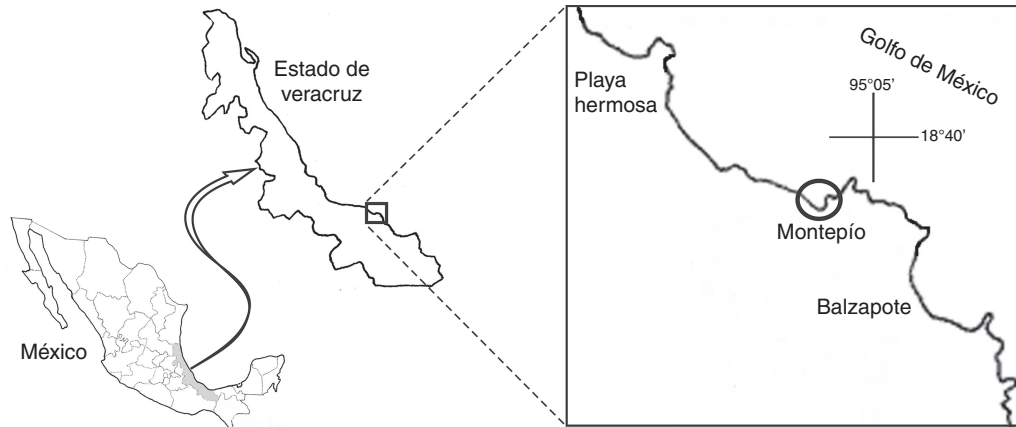 Estado de
veracruz
México
Golfo de México
Playa
hermosa
95°05'
18°40'
Montepío
Balzapote